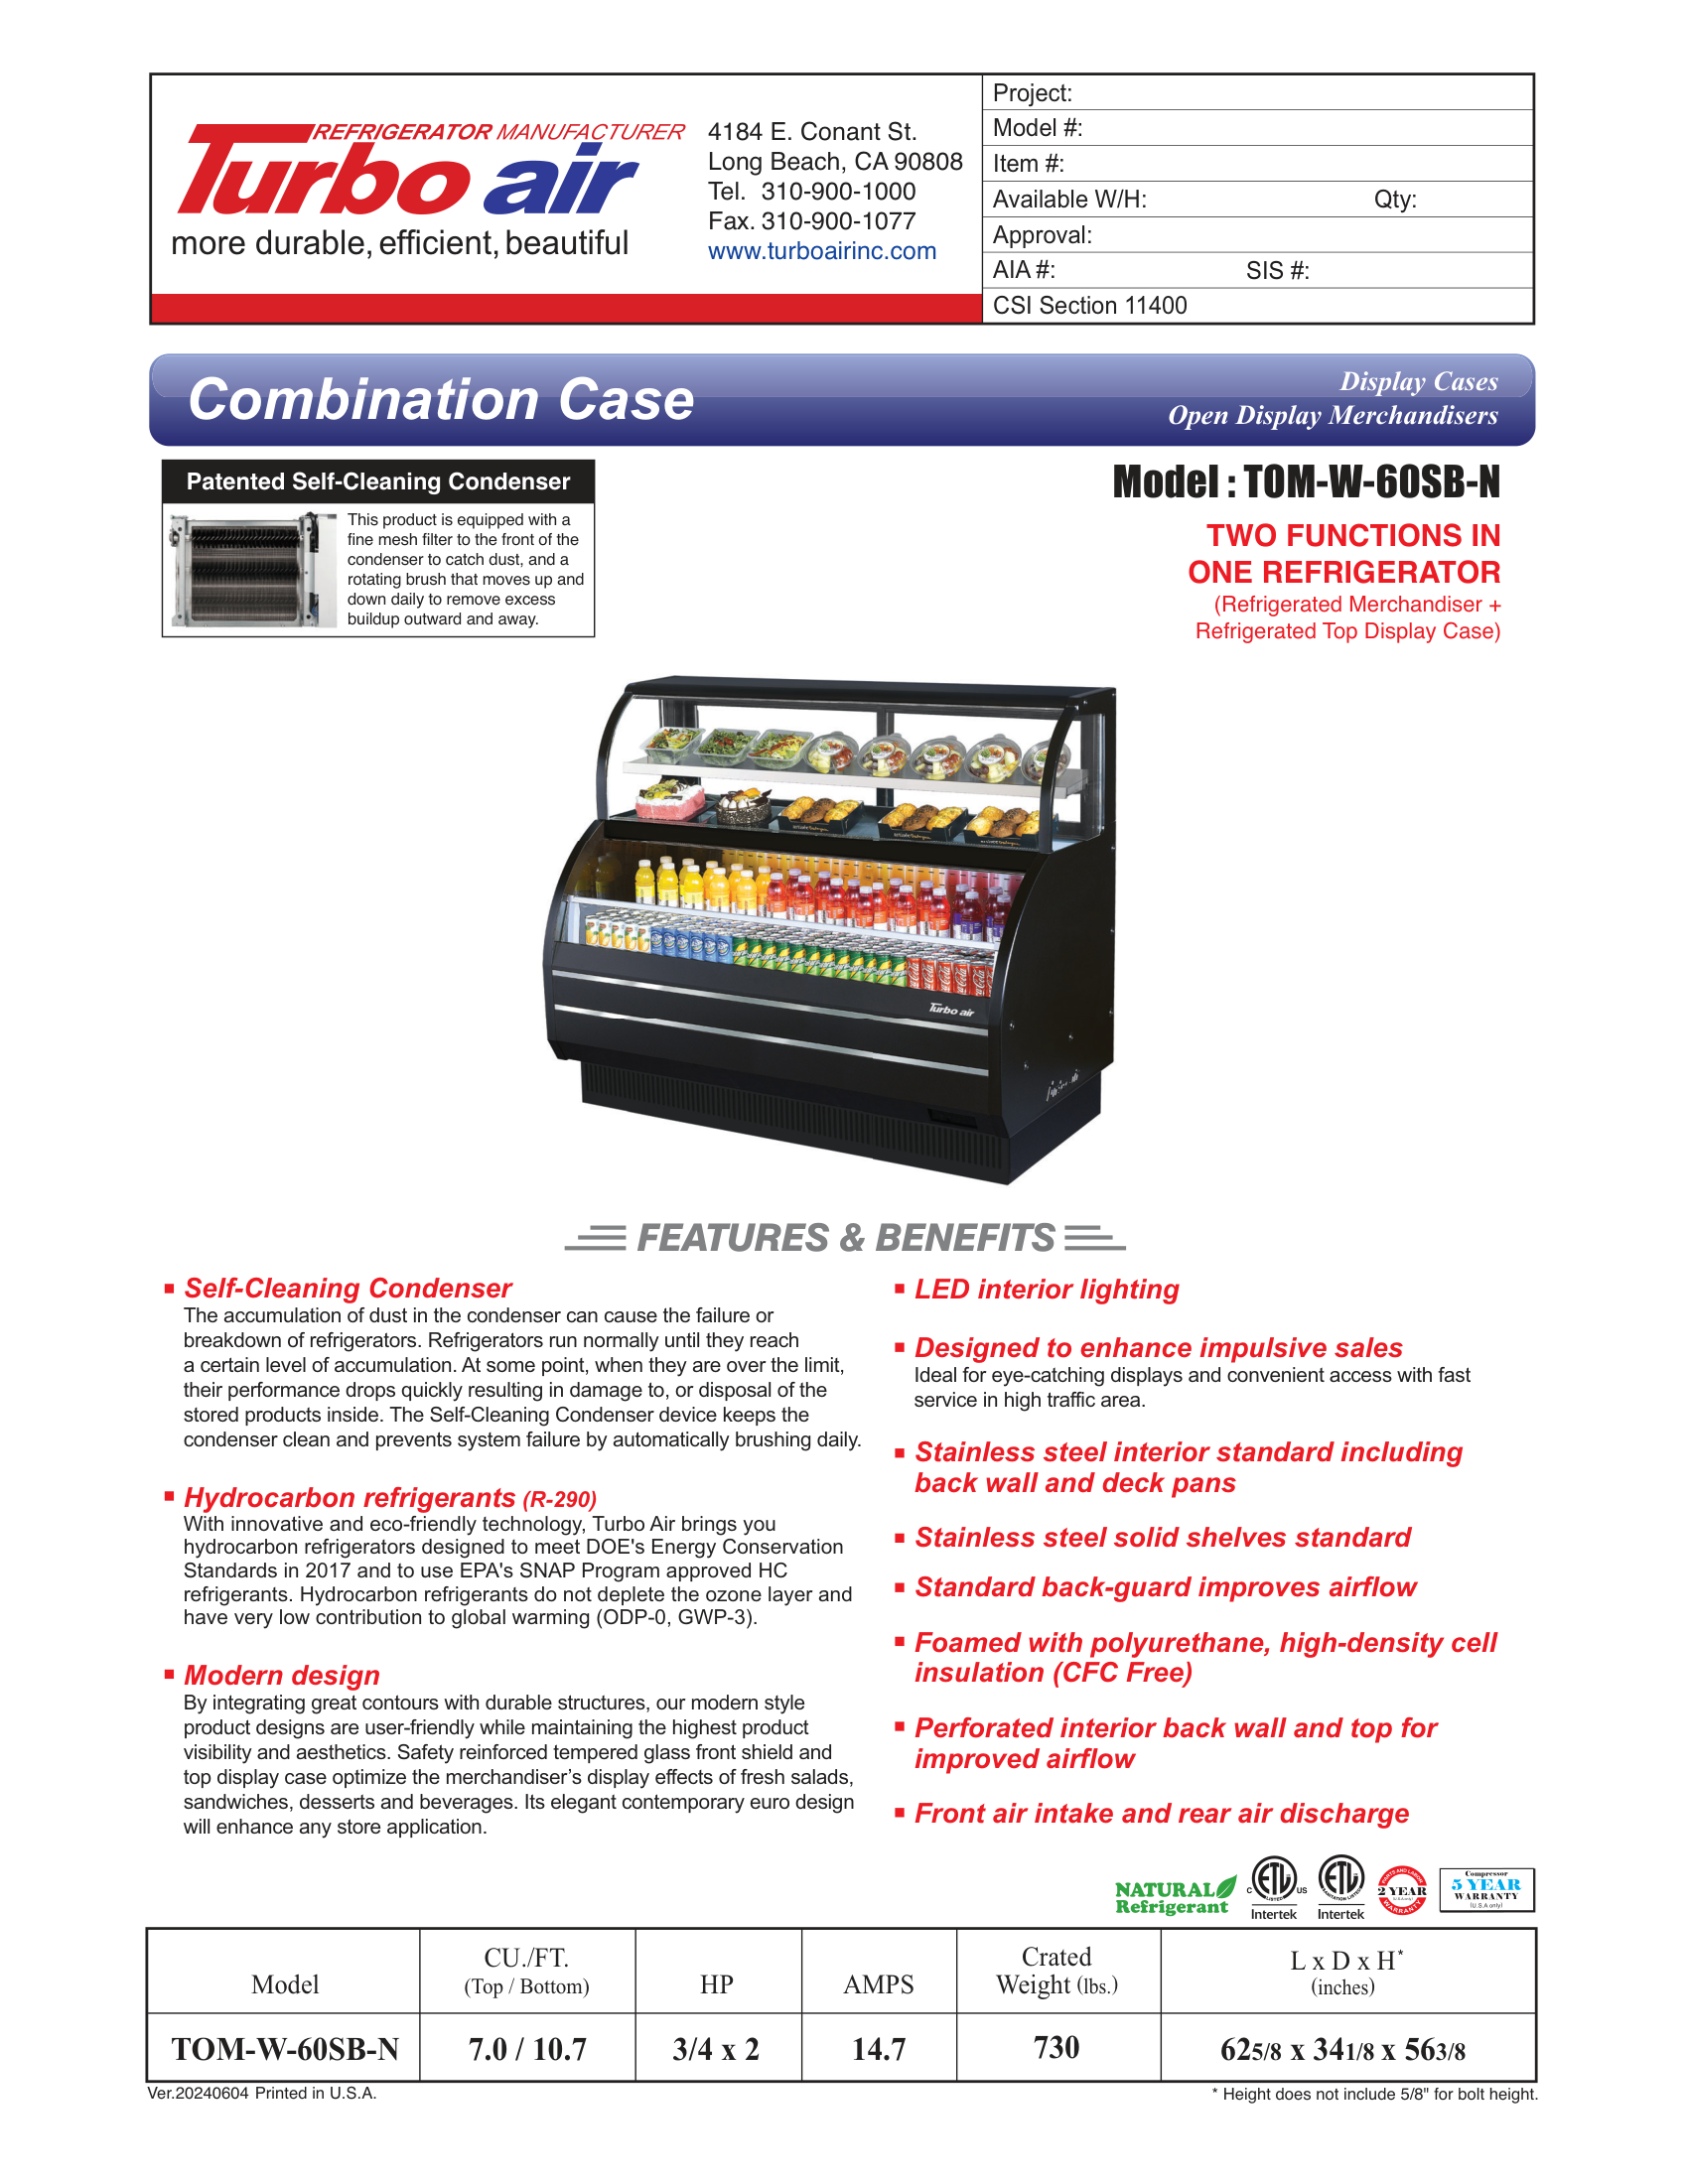 REFRIGERATOR MANUFACTURER
Turbo air
more durable, efficient, beautiful
4184 E. Conant St.
Long Beach, CA 90808
Tel. 310-900-1000
Fax. 310-900-1077
www.turboairinc.com
Project:
Model #:
Item #:
Available W/H: Qty:
Approval:
AIA #: SIS #:
CSI Section 11400
Combination Case
Display Cases
Open Display Merchandisers
Patented Self-Cleaning Condenser
This product is equipped with a
fine mesh filter to the front of the
condenser to catch dust, and a
rotating brush that moves up and
down daily to remove excess
buildup outward and away.
Model : TOM-W-60SB-N
TWO FUNCTIONS IN
ONE REFRIGERATOR
(Refrigerated Merchandiser +
Refrigerated Top Display Case)
Turbo air
FEATURES & BENEFITS
Self-Cleaning Condenser
The accumulation of dust in the condenser can cause the failure or
breakdown of refrigerators. Refrigerators run normally until they reach
a certain level of accumulation. At some point, when they are over the limit,
their performance drops quickly resulting in damage to, or disposal of the
stored products inside. The Self-Cleaning Condenser device keeps the
condenser clean and prevents system failure by automatically brushing daily.
Hydrocarbon refrigerants (R-290)
With innovative and eco-friendly technology, Turbo Air brings you
hydrocarbon refrigerators designed to meet DOE's Energy Conservation
Standards in 2017 and to use EPA's SNAP Program approved HC
refrigerants. Hydrocarbon refrigerants do not deplete the ozone layer and
have very low contribution to global warming (ODP-0, GWP-3).
Modern design
By integrating great contours with durable structures, our modern style
product designs are user-friendly while maintaining the highest product
visibility and aesthetics. Safety reinforced tempered glass front shield and
top display case optimize the merchandiser's display effects of fresh salads,
sandwiches, desserts and beverages. Its elegant contemporary euro design
will enhance any store application.
LED interior lighting
Designed to enhance impulsive sales
Ideal for eye-catching displays and convenient access with fast
service in high traffic area.
Stainless steel interior standard including
back wall and deck pans
Stainless steel solid shelves standard
Standard back-guard improves airflow
Foamed with polyurethane, high-density cell
insulation (CFC Free)
Perforated interior back wall and top for
improved airflow
Front air intake and rear air discharge
NATURAL
Refrigerant
C ETL US
LISTED
Intertek
ETL
SANITATION LISTED
Intertek
PARTS AND LABOR
2 YEAR
(U.S.A only)
WARRANTY
Compressor
5 YEAR
WARRANTY
(U.S.A only)
Model
CU./FT.
(Top / Bottom)
HP
AMPS
Crated
Weight (lbs.)
L x D x H*
(inches)
TOM-W-60SB-N 7.0 / 10.7 3/4 x 2 14.7 730 625/8 x 341/8 x 563/8
Ver.20240604 Printed in U.S.A.
* Height does not include 5/8" for bolt height.